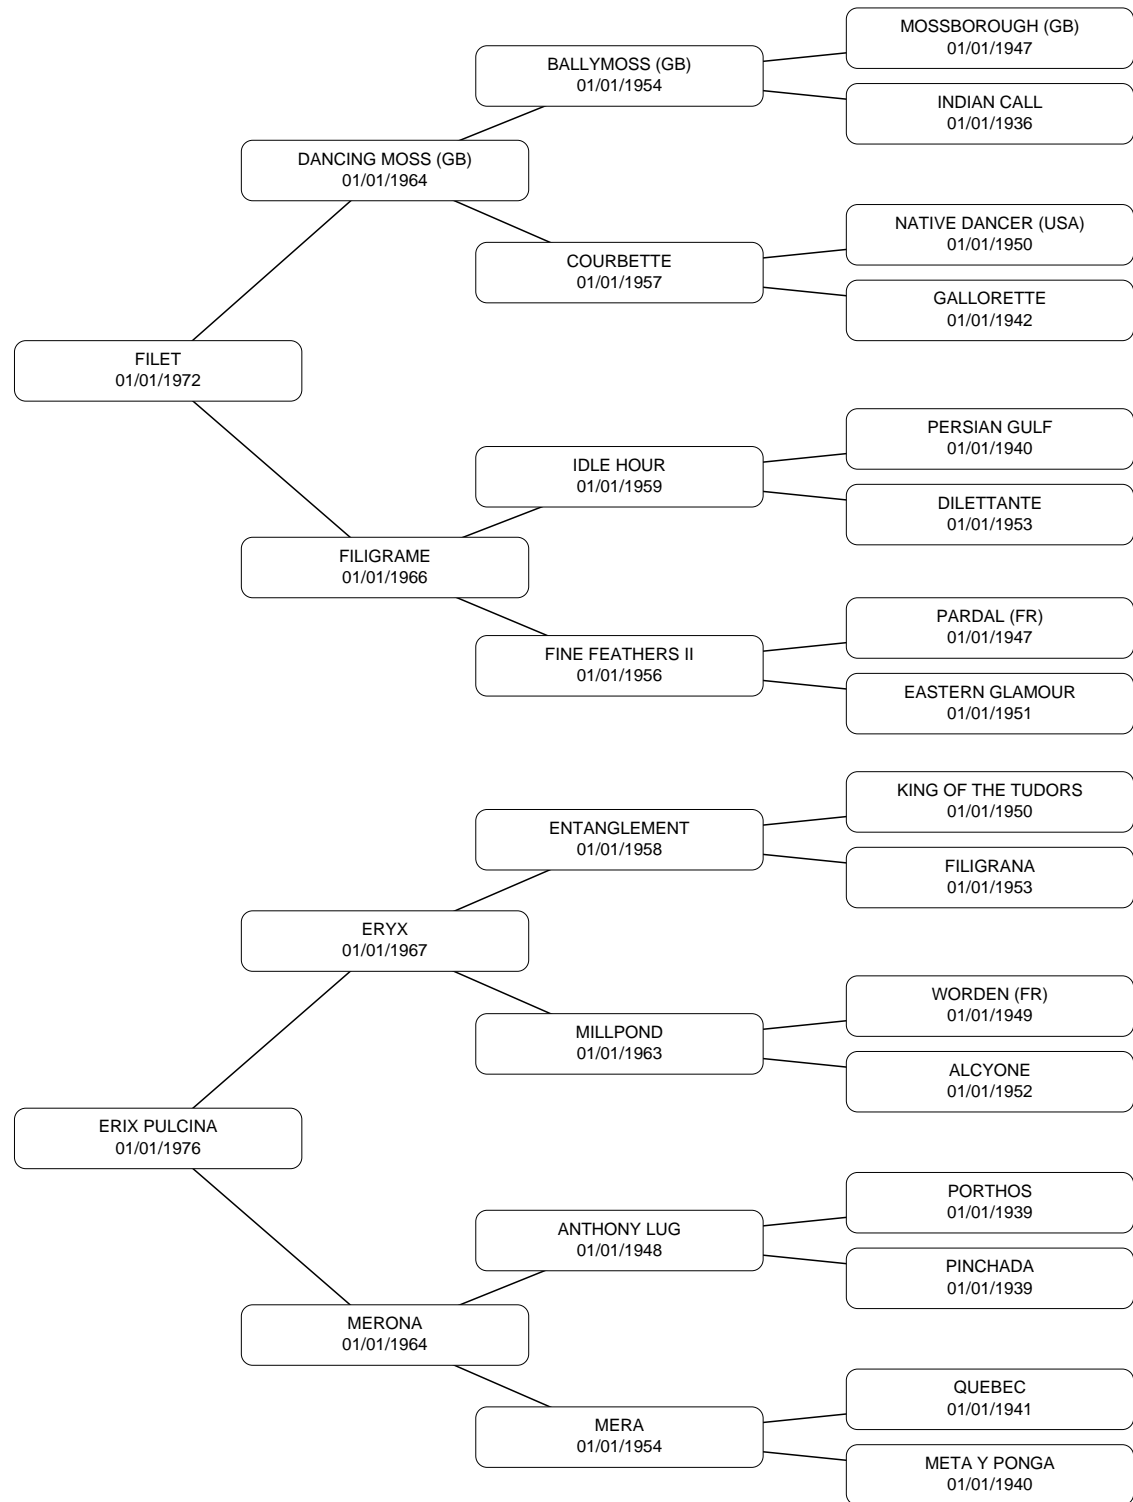 MOSSBOROUGH (GB)
01/01/1947
BALLYMOSS (GB)
01/01/1954
INDIAN CALL
01/01/1936
DANCING MOSS (GB)
01/01/1964
NATIVE DANCER (USA)
01/01/1950
COURBETTE
01/01/1957
GALLORETTE
01/01/1942
FILET
01/01/1972
PERSIAN GULF
01/01/1940
IDLE HOUR
01/01/1959
DILETTANTE
01/01/1953
FILIGRAME
01/01/1966
PARDAL (FR)
01/01/1947
FINE FEATHERS II
01/01/1956
EASTERN GLAMOUR
01/01/1951
KING OF THE TUDORS
01/01/1950
ENTANGLEMENT
01/01/1958
FILIGRANA
01/01/1953
ERYX
01/01/1967
WORDEN (FR)
01/01/1949
MILLPOND
01/01/1963
ALCYONE
01/01/1952
ERIX PULCINA
01/01/1976
PORTHOS
01/01/1939
ANTHONY LUG
01/01/1948
PINCHADA
01/01/1939
MERONA
01/01/1964
QUEBEC
01/01/1941
MERA
01/01/1954
META Y PONGA
01/01/1940